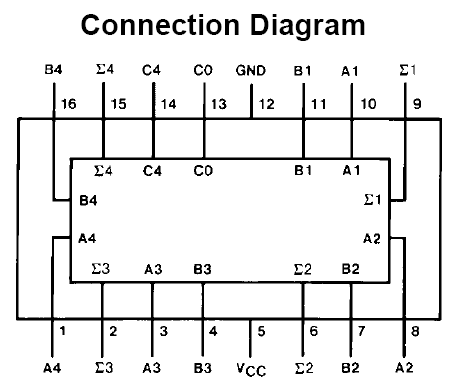 Connection Diagram
B4 Σ4 C4 C0 GND B1 A1 Σ1
16 15 14 13 12 11 10 9
Σ4 C4 C0 B1 A1
B4 Σ1
A4 A2
Σ3 A3 B3 Σ2 B2
1 2 3 4 5 6 7 8
A4 Σ3 A3 B3 VCC Σ2 B2 A2